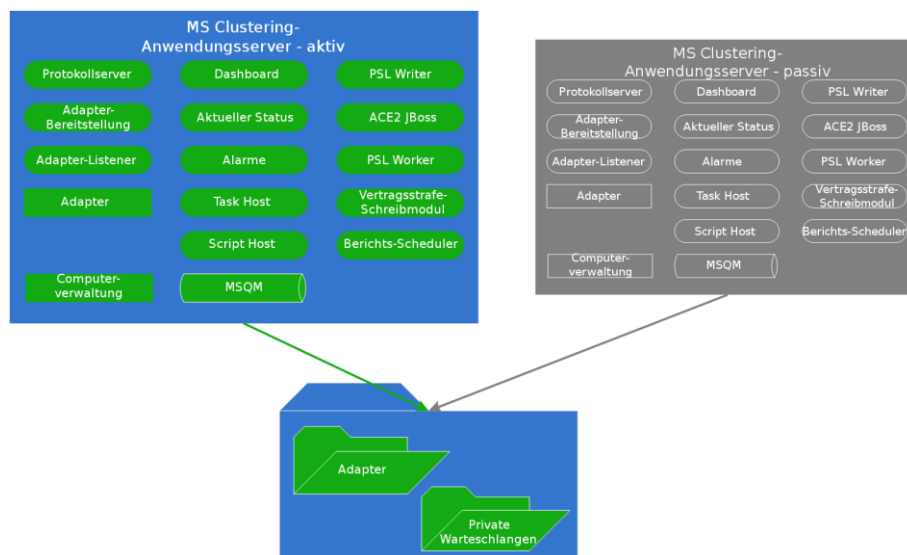 MS Clustering-
Anwendungsserver - aktiv
Protokollserver
Dashboard
PSL Writer
Adapter-
Bereitstellung
Aktueller Status
ACE2 JBoss
Adapter-Listener
Alarme
PSL Worker
Adapter
Task Host
Vertragsstrafe-
Schreibmodul
Script Host
Berichts-Scheduler
Computer-
verwaltung
MSQM
MS Clustering-
Anwendungsserver - passiv
Protokollserver
Dashboard
PSL Writer
Adapter-
Bereitstellung
Aktueller Status
ACE2 JBoss
Adapter-Listener
Alarme
PSL Worker
Adapter
Task Host
Vertragsstrafe-
Schreibmodul
Script Host
Berichts-Scheduler
Computer-
verwaltung
MSQM
Adapter
Private
Warteschlangen